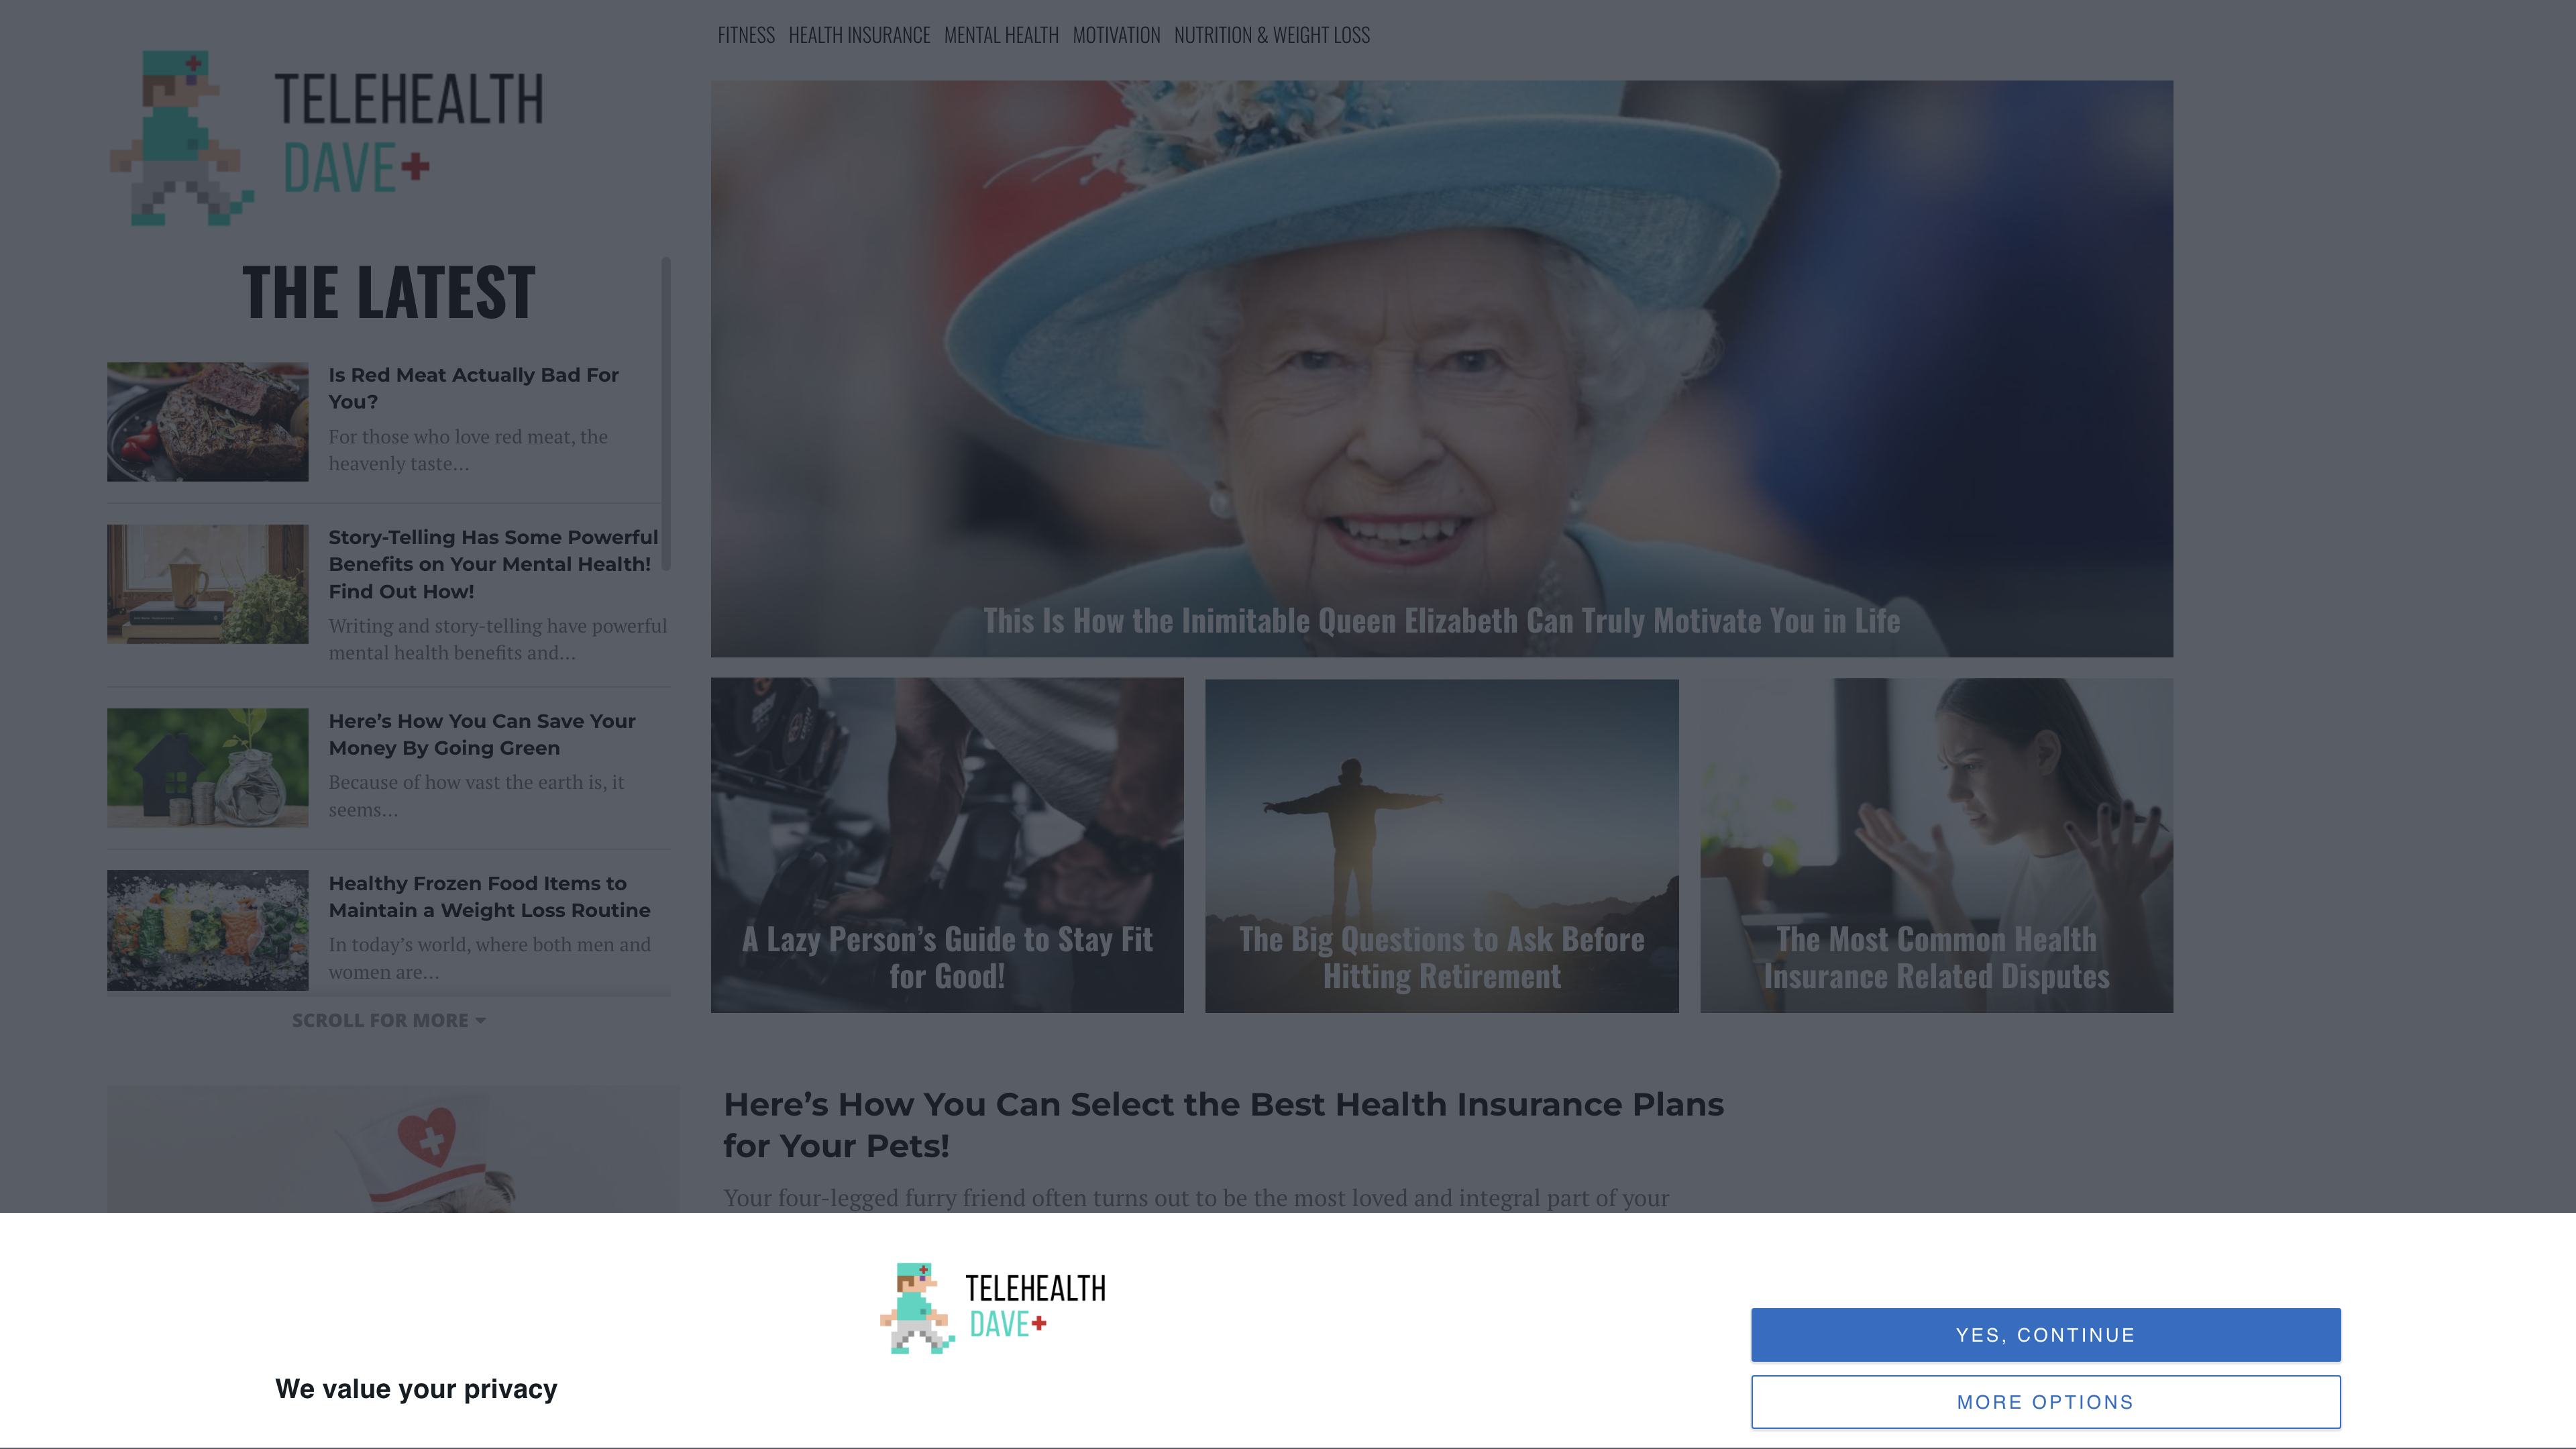 FITNESS HEALTH INSURANCE MENTAL HEALTH MOTIVATION NUTRITION & WEIGHT LOSS
TELEHEALTH
DAVE+
THE LATEST
Is Red Meat Actually Bad For
You?
For those who love red meat, the
heavenly taste...
Story-Telling Has Some Powerful
Benefits on Your Mental Health!
Find Out How!
Writing and story-telling have powerful
mental health benefits and...
Here’s How You Can Save Your
Money By Going Green
Because of how vast the earth is, it
seems...
Healthy Frozen Food Items to
Maintain a Weight Loss Routine
In today’s world, where both men and
women are...
SCROLL FOR MORE
This Is How the Inimitable Queen Elizabeth Can Truly Motivate You in Life
A Lazy Person’s Guide to Stay Fit
for Good!
The Big Questions to Ask Before
Hitting Retirement
The Most Common Health
Insurance Related Disputes
Here’s How You Can Select the Best Health Insurance Plans
for Your Pets!
Your four-legged furry friend often turns out to be the most loved and integral part of your
TELEHEALTH
DAVE+
We value your privacy
YES, CONTINUE
MORE OPTIONS